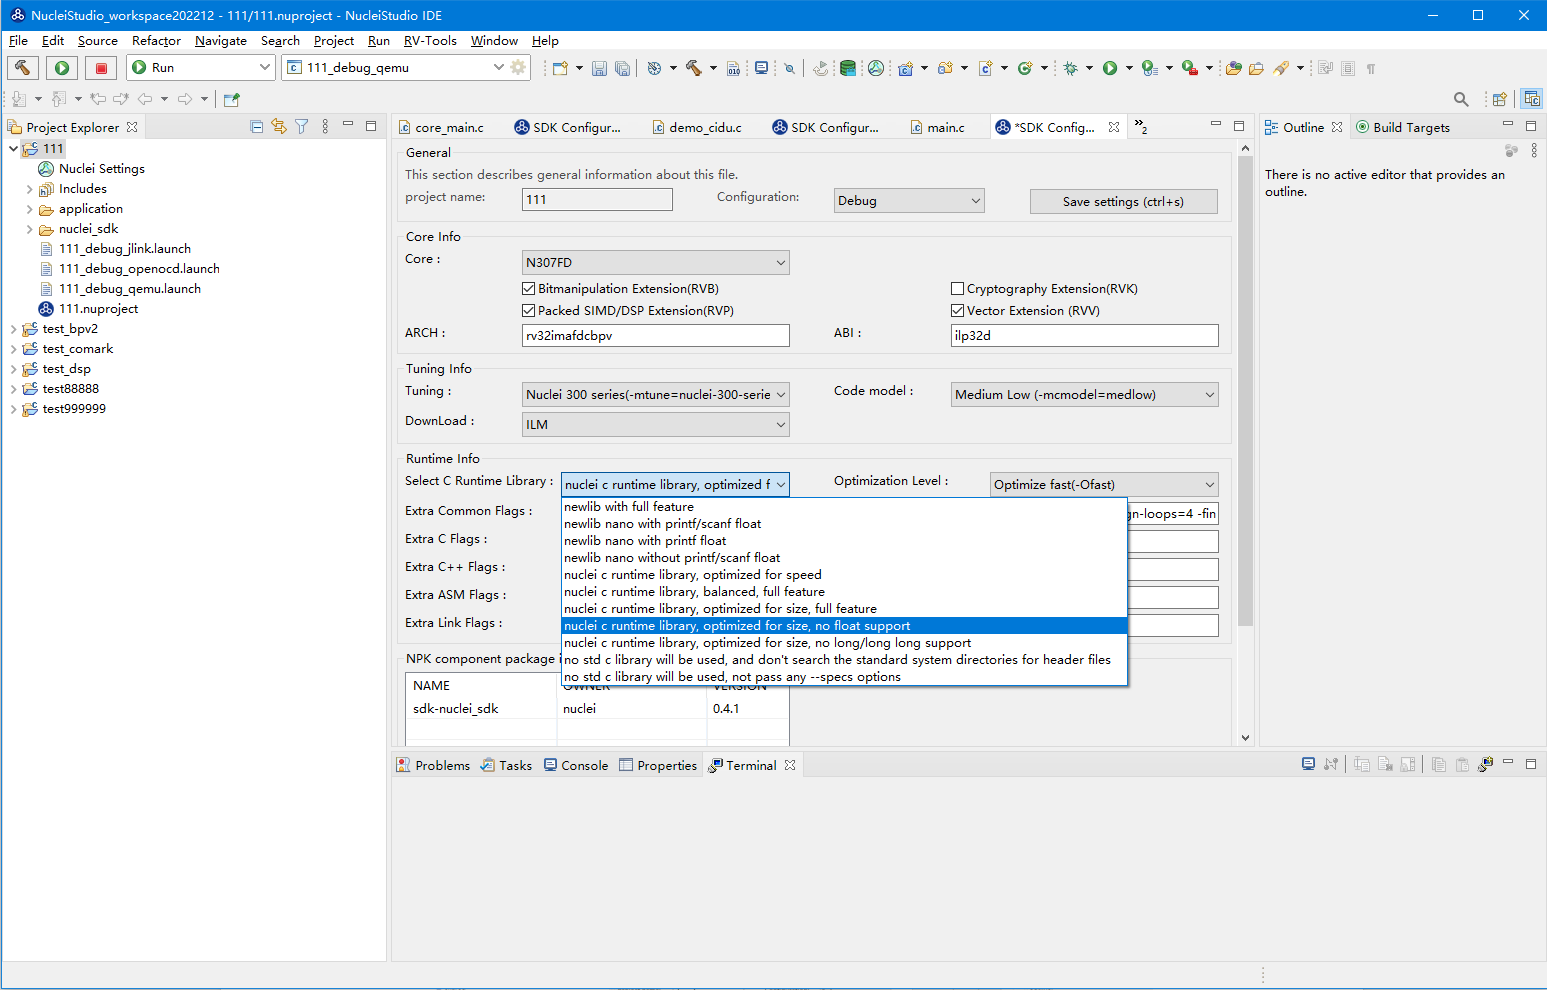 NucleiStudio_workspace202212 - 111/111.nuproject - NucleiStudio IDE
File Edit Source Refactor Navigate Search Project Run RV-Tools Window Help
Run
111_debug_qemu
Project Explorer
111
Nuclei Settings
Includes
application
nuclei_sdk
111_debug_jlink.launch
111_debug_openocd.launch
111_debug_qemu.launch
111.nuproject
test_bpv2
test_comark
test_dsp
test88888
test999999
core_main.c SDK Configur... demo_cidu.c SDK Configur... main.c *SDK Config... »2
General
This section describes general information about this file.
project name: 111 Configuration: Debug Save settings (ctrl+s)
Core Info
Core : N307FD
Bitmanipulation Extension(RVB) Cryptography Extension(RVK)
Packed SIMD/DSP Extension(RVP) Vector Extension (RVV)
ARCH : rv32imafdcbpv ABI : ilp32d
Tuning Info
Tuning : Nuclei 300 series(-mtune=nuclei-300-serie Code model : Medium Low (-mcmodel=medlow)
DownLoad : ILM
Runtime Info
Select C Runtime Library : nuclei c runtime library, optimized f Optimization Level : Optimize fast(-Ofast)
Extra Common Flags : gn-loops=4 -fin
Extra C Flags :
Extra C++ Flags :
Extra ASM Flags :
Extra Link Flags :
newlib with full feature
newlib nano with printf/scanf float
newlib nano with printf float
newlib nano without printf/scanf float
nuclei c runtime library, optimized for speed
nuclei c runtime library, balanced, full feature
nuclei c runtime library, optimized for size, full feature
nuclei c runtime library, optimized for size, no float support
nuclei c runtime library, optimized for size, no long/long long support
no std c library will be used, and don't search the standard system directories for header files
no std c library will be used, not pass any --specs options
NPK component package i
NAME OWNER VERSION
sdk-nuclei_sdk nuclei 0.4.1
Outline Build Targets
There is no active editor that provides an
outline.
Problems Tasks Console Properties Terminal